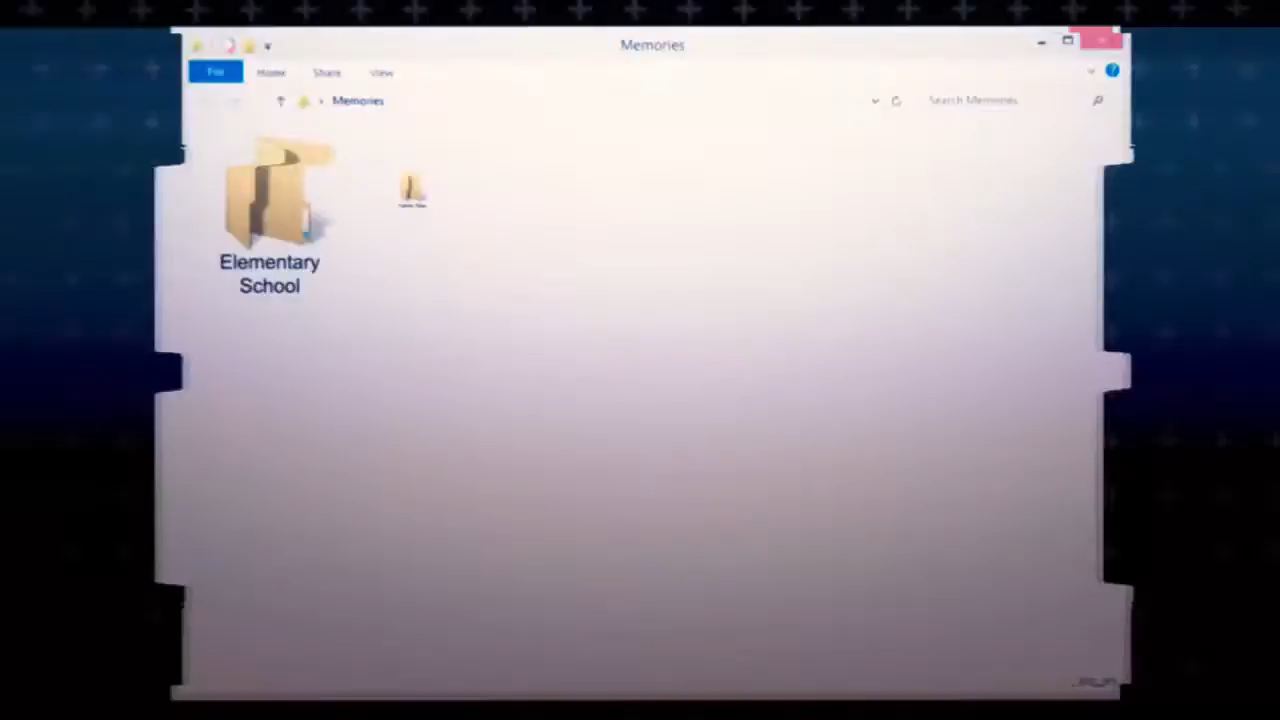 Memories
File
Home
Share
View
Memories
Search Memories
Elementary
School